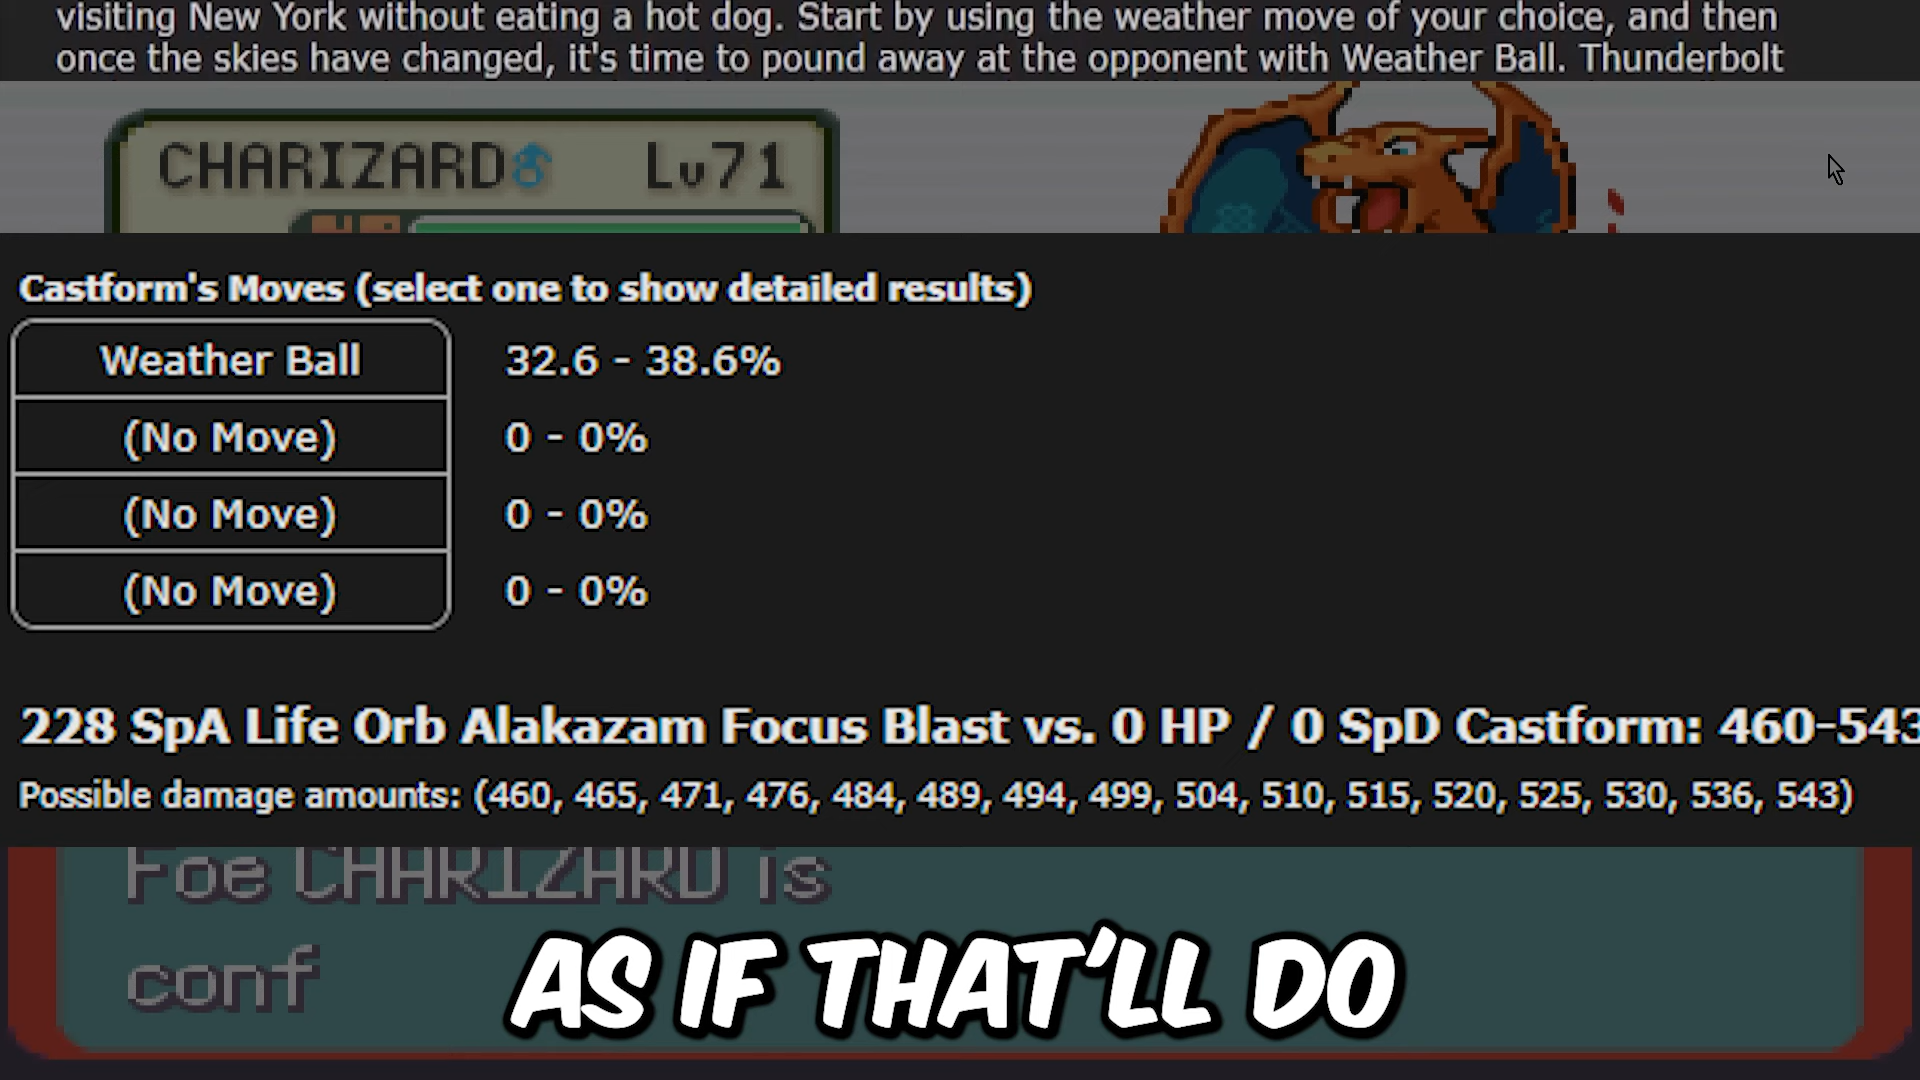 visiting New York without eating a hot dog. Start by using the weather move of your choice, and then
once the skies have changed, it's time to pound away at the opponent with Weather Ball. Thunderbolt
CHARIZARD♂ Lv71
HP
Castform's Moves (select one to show detailed results)
Weather Ball 32.6 - 38.6%
(No Move) 0 - 0%
(No Move) 0 - 0%
(No Move) 0 - 0%
228 SpA Life Orb Alakazam Focus Blast vs. 0 HP / 0 SpD Castform: 460-543
Possible damage amounts: (460, 465, 471, 476, 484, 489, 494, 499, 504, 510, 515, 520, 525, 530, 536, 543)
Foe CHARIZARD is
conf
AS IF THAT'LL DO